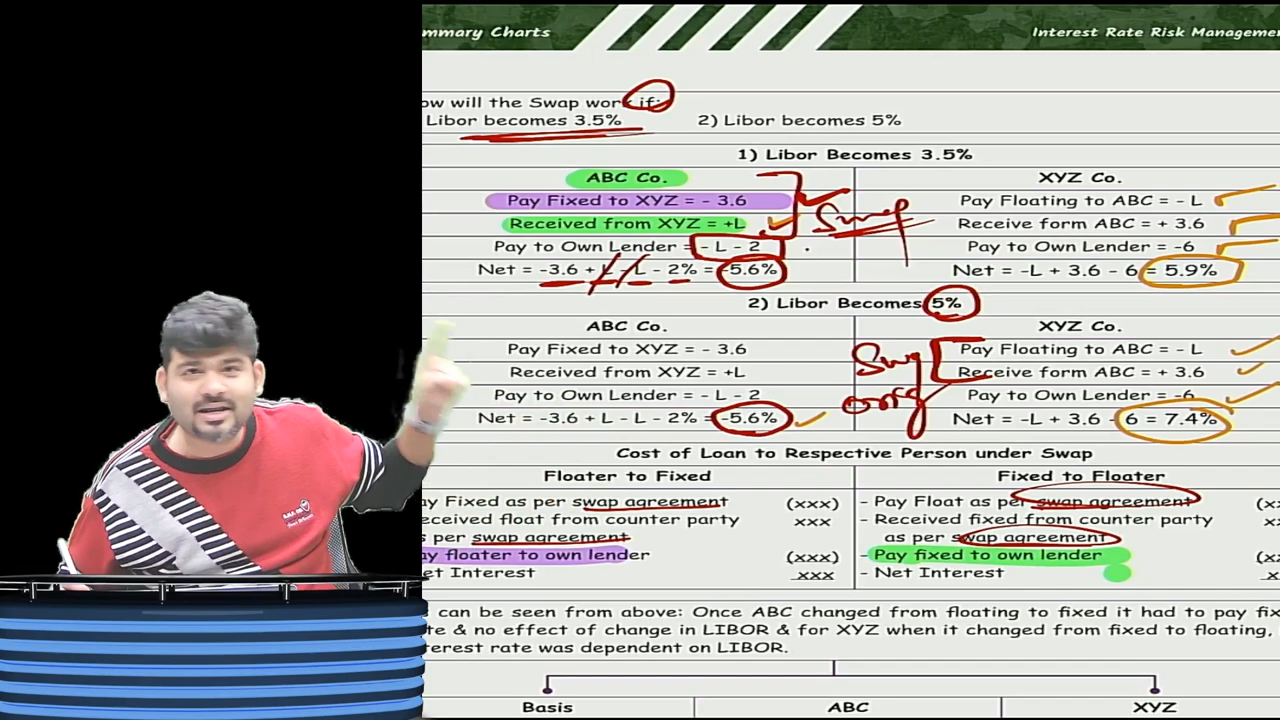 mmary Charts
Interest Rate Risk Managemen
ow will the Swap work if:
Libor becomes 3.5% 2) Libor becomes 5%
1) Libor Becomes 3.5%
ABC Co. XYZ Co.
Pay Fixed to XYZ = - 3.6 Pay Floating to ABC = - L
Received from XYZ = +L Receive form ABC = + 3.6
Swap
Pay to Own Lender = - L - 2 Pay to Own Lender = -6
Net = -3.6 + L - L - 2% = -5.6% Net = -L + 3.6 - 6 = 5.9%
2) Libor Becomes 5%
ABC Co. XYZ Co.
Pay Fixed to XYZ = - 3.6 Pay Floating to ABC = - L
Received from XYZ = +L Receive form ABC = + 3.6
Pay to Own Lender = - L - 2 Pay to Own Lender = -6
Net = -3.6 + L - L - 2% = -5.6% Net = -L + 3.6 - 6 = 7.4%
Cost of Loan to Respective Person under Swap
Floater to Fixed Fixed to Floater
ay Fixed as per swap agreement (xxx) - Pay Float as per swap agreement (x
eceived float from counter party xxx - Received fixed from counter party x
s per swap agreement as per swap agreement
ay floater to own lender (xxx) - Pay fixed to own lender (xx
et Interest xxx - Net Interest x
can be seen from above: Once ABC changed from floating to fixed it had to pay fix
te & no effect of change in LIBOR & for XYZ when it changed from fixed to floating,
terest rate was dependent on LIBOR.
Basis ABC XYZ